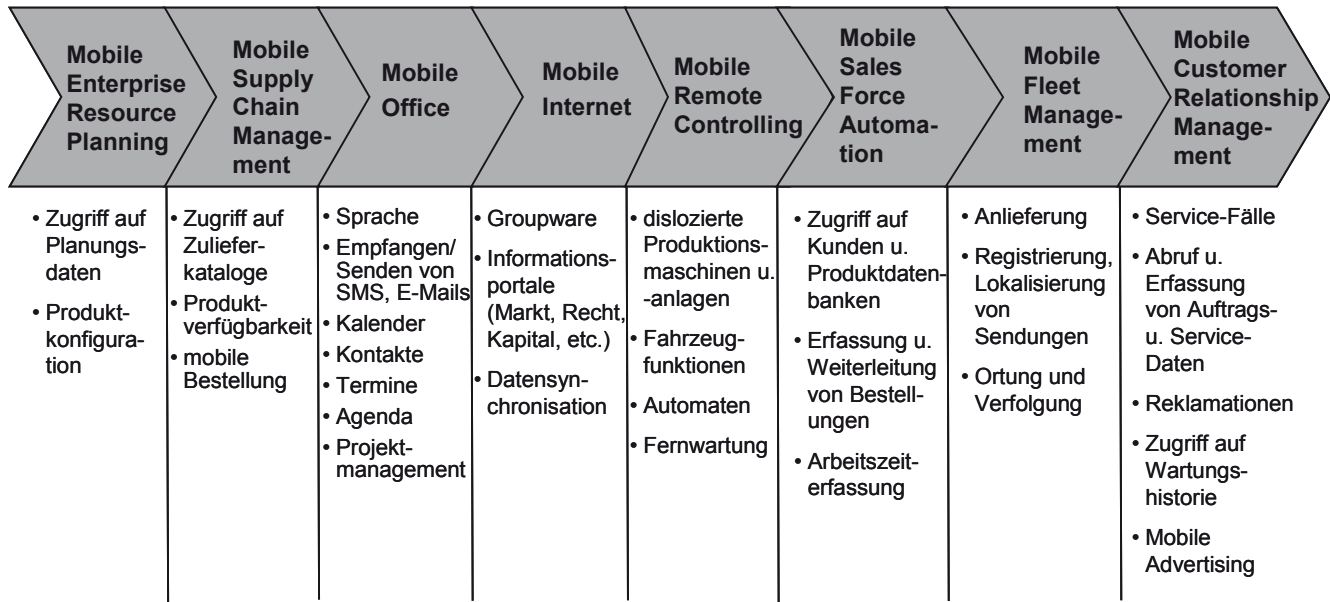 Mobile
Enterprise
Resource
Planning
Mobile
Supply
Chain
Manage-
ment
Mobile
Office
Mobile
Internet
Mobile
Remote
Controlling
Mobile
Sales
Force
Automa-
tion
Mobile
Fleet
Manage-
ment
Mobile
Customer
Relationship
Manage-
ment
• Zugriff auf
Planungs-
daten
• Produkt-
konfigura-
tion
• Zugriff auf
Zuliefer-
kataloge
• Produkt-
verfügbarkeit
• mobile
Bestellung
• Sprache
• Empfangen/
Senden von
SMS, E-Mails
• Kalender
• Kontakte
• Termine
• Agenda
• Projekt-
management
• Groupware
• Informations-
portale
(Markt, Recht,
Kapital, etc.)
• Datensyn-
chronisation
• dislozierte
Produktions-
maschinen u.
-anlagen
• Fahrzeug-
funktionen
• Automaten
• Fernwartung
• Zugriff auf
Kunden u.
Produktdaten-
banken
• Erfassung u.
Weiterleitung
von Bestell-
ungen
• Arbeitszeit-
erfassung
• Anlieferung
• Registrierung,
Lokalisierung
von
Sendungen
• Ortung und
Verfolgung
• Service-Fälle
• Abruf u.
Erfassung
von Auftrags-
u. Service-
Daten
• Reklamationen
• Zugriff auf
Wartungs-
historie
• Mobile
Advertising